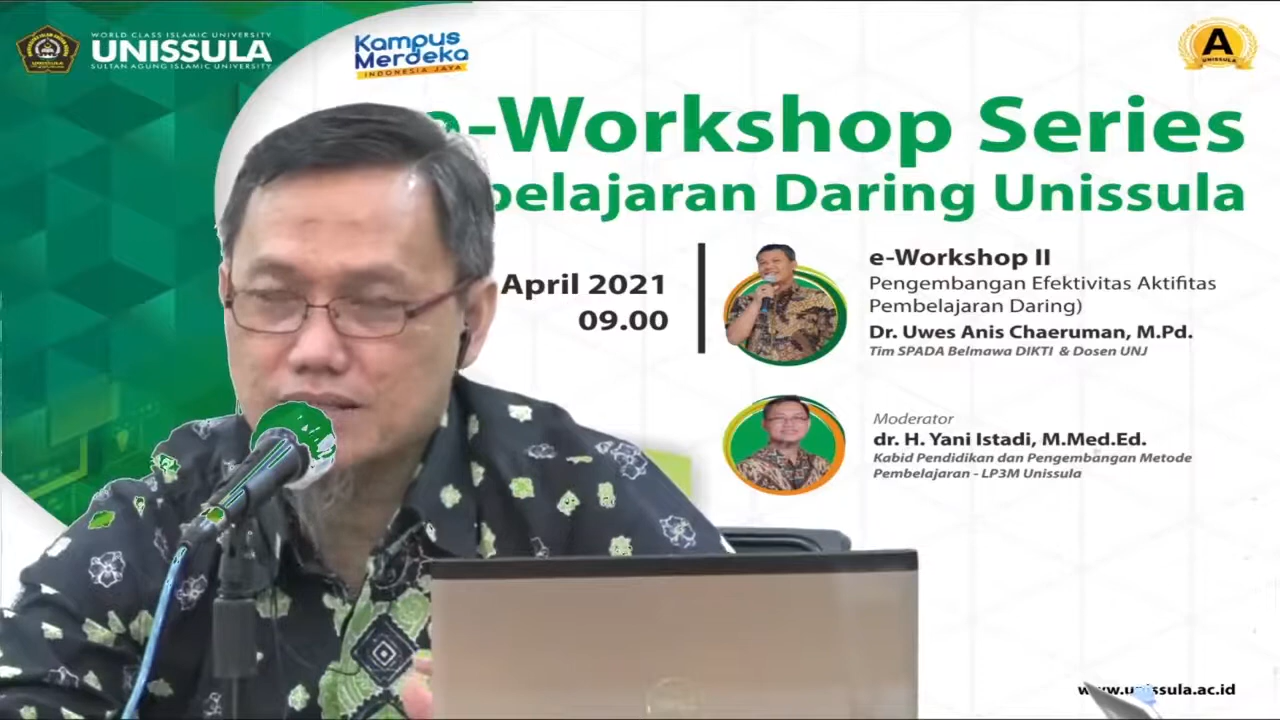 WORLD CLASS ISLAMIC UNIVERSITY
UNISSULA
SULTAN AGUNG ISLAMIC UNIVERSITY
Kampus
Merdeka
INDONESIA JAYA
A
UNISSULA
e-Workshop Series
belajaran Daring Unissula
April 2021
09.00
e-Workshop II
Pengembangan Efektivitas Aktifitas
Pembelajaran Daring)
Dr. Uwes Anis Chaeruman, M.Pd.
Tim SPADA Belmawa DIKTI & Dosen UNJ
Moderator
dr. H. Yani Istadi, M.Med.Ed.
Kabid Pendidikan dan Pengembangan Metode
Pembelajaran - LP3M Unissula
www.unissula.ac.id